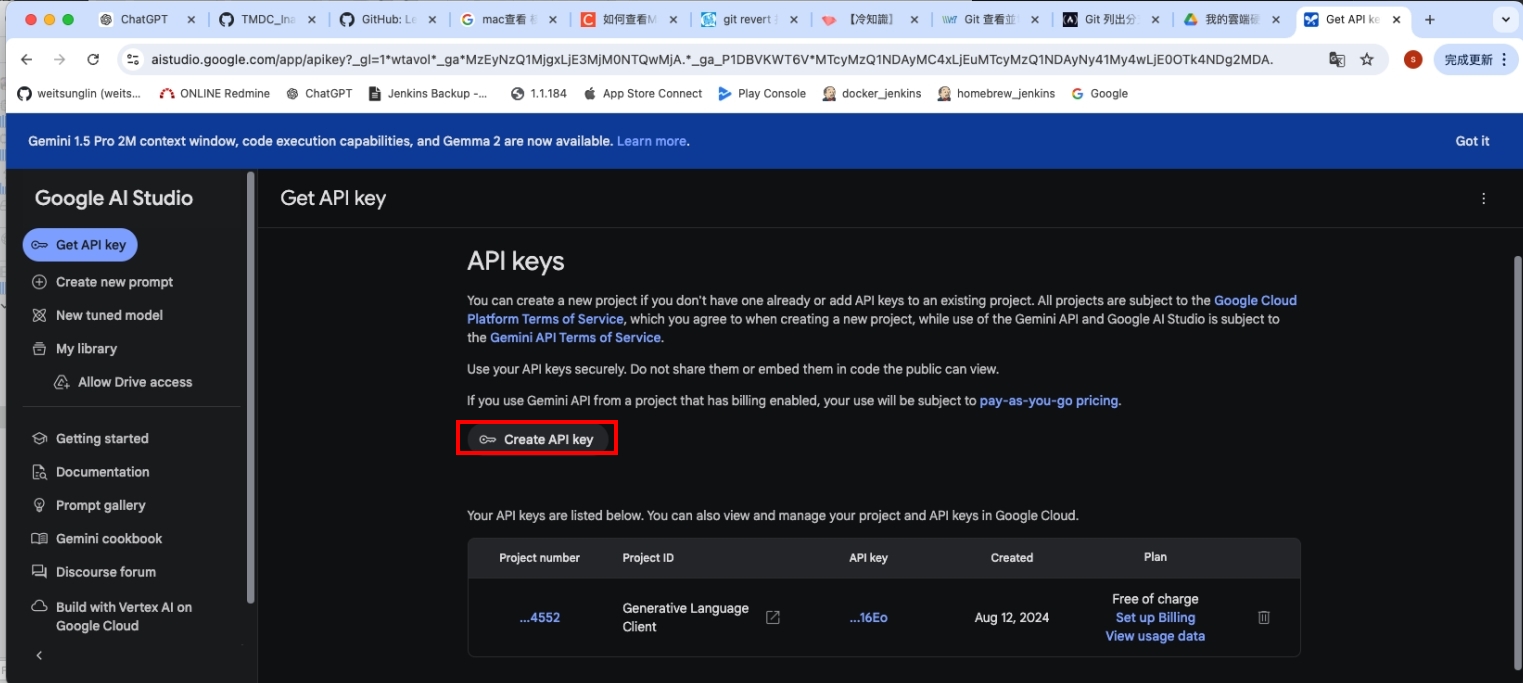 ChatGPT
TMDC_Ina
GitHub: Le
mac查看
如何查看M
git revert
【冷知識】
Git 查看並
Git 列出分
我的雲端硬
Get API ke
aistudio.google.com/app/apikey?_gl=1*wtavol*_ga*MzEyNzQ1MjgxLjE3MjM0NTQwMjA.*_ga_P1DBVKWT6V*MTcyMzQ1NDAyMC4xLjEuMTcyMzQ1NDAyNy41My4wLjE0OTk4NDg2MDA.
S
完成更新
weitsunglin (weits...
ONLINE Redmine
ChatGPT
Jenkins Backup -...
1.1.184
App Store Connect
Play Console
docker_jenkins
homebrew_jenkins
Google
Gemini 1.5 Pro 2M context window, code execution capabilities, and Gemma 2 are now available. Learn more.
Got it
Google AI Studio
Get API key
Get API key
Create new prompt
New tuned model
My library
Allow Drive access
Getting started
Documentation
Prompt gallery
Gemini cookbook
Discourse forum
Build with Vertex AI on
Google Cloud
API keys
You can create a new project if you don't have one already or add API keys to an existing project. All projects are subject to the Google Cloud
Platform Terms of Service, which you agree to when creating a new project, while use of the Gemini API and Google AI Studio is subject to
the Gemini API Terms of Service.
Use your API keys securely. Do not share them or embed them in code the public can view.
If you use Gemini API from a project that has billing enabled, your use will be subject to pay-as-you-go pricing.
Create API key
Your API keys are listed below. You can also view and manage your project and API keys in Google Cloud.
Project number
Project ID
API key
Created
Plan
...4552
Generative Language
Client
...16Eo
Aug 12, 2024
Free of charge
Set up Billing
View usage data